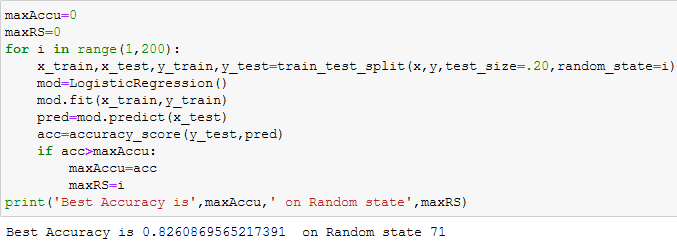 maxAccu=0
maxRS=0
for i in range(1,200):
    x_train,x_test,y_train,y_test=train_test_split(x,y,test_size=.20,random_state=i)
    mod=LogisticRegression()
    mod.fit(x_train,y_train)
    pred=mod.predict(x_test)
    acc=accuracy_score(y_test,pred)
    if acc>maxAccu:
        maxAccu=acc
        maxRS=i
print('Best Accuracy is',maxAccu,' on Random state',maxRS)
Best Accuracy is 0.8260869565217391  on Random state 71